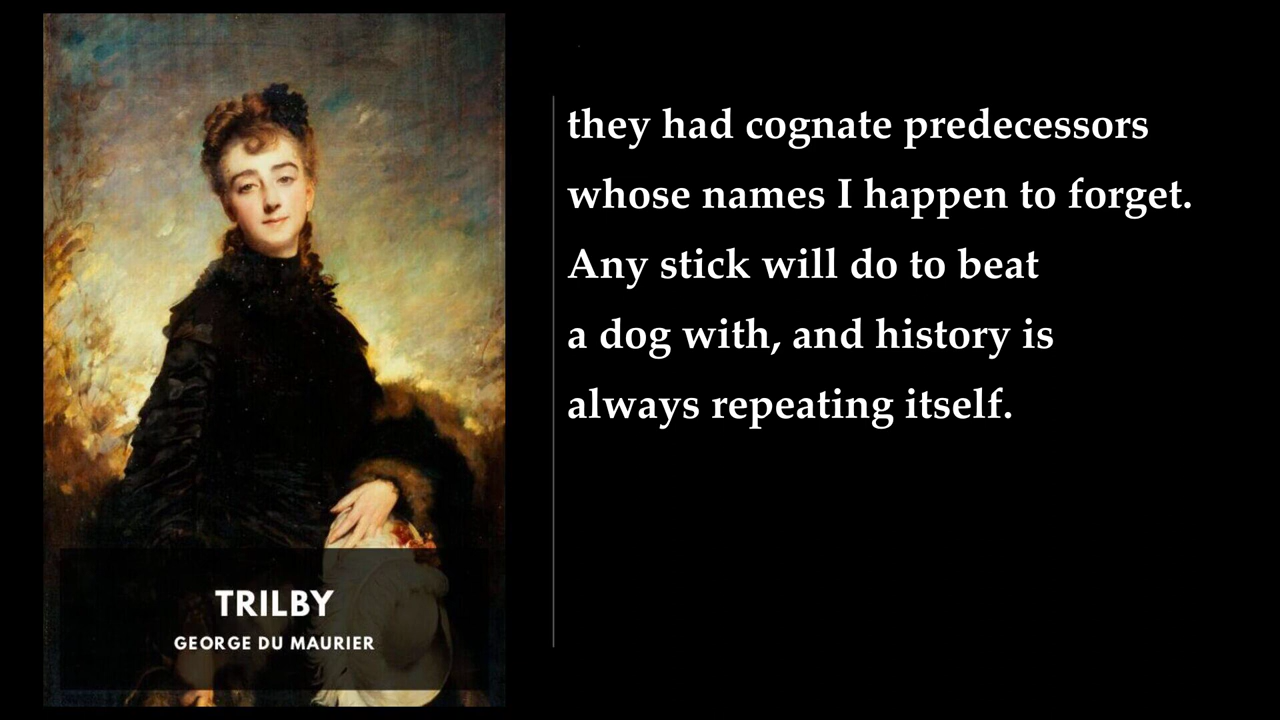 they had cognate predecessors
whose names I happen to forget.
Any stick will do to beat
a dog with, and history is
always repeating itself.
TRILBY
GEORGE DU MAURIER